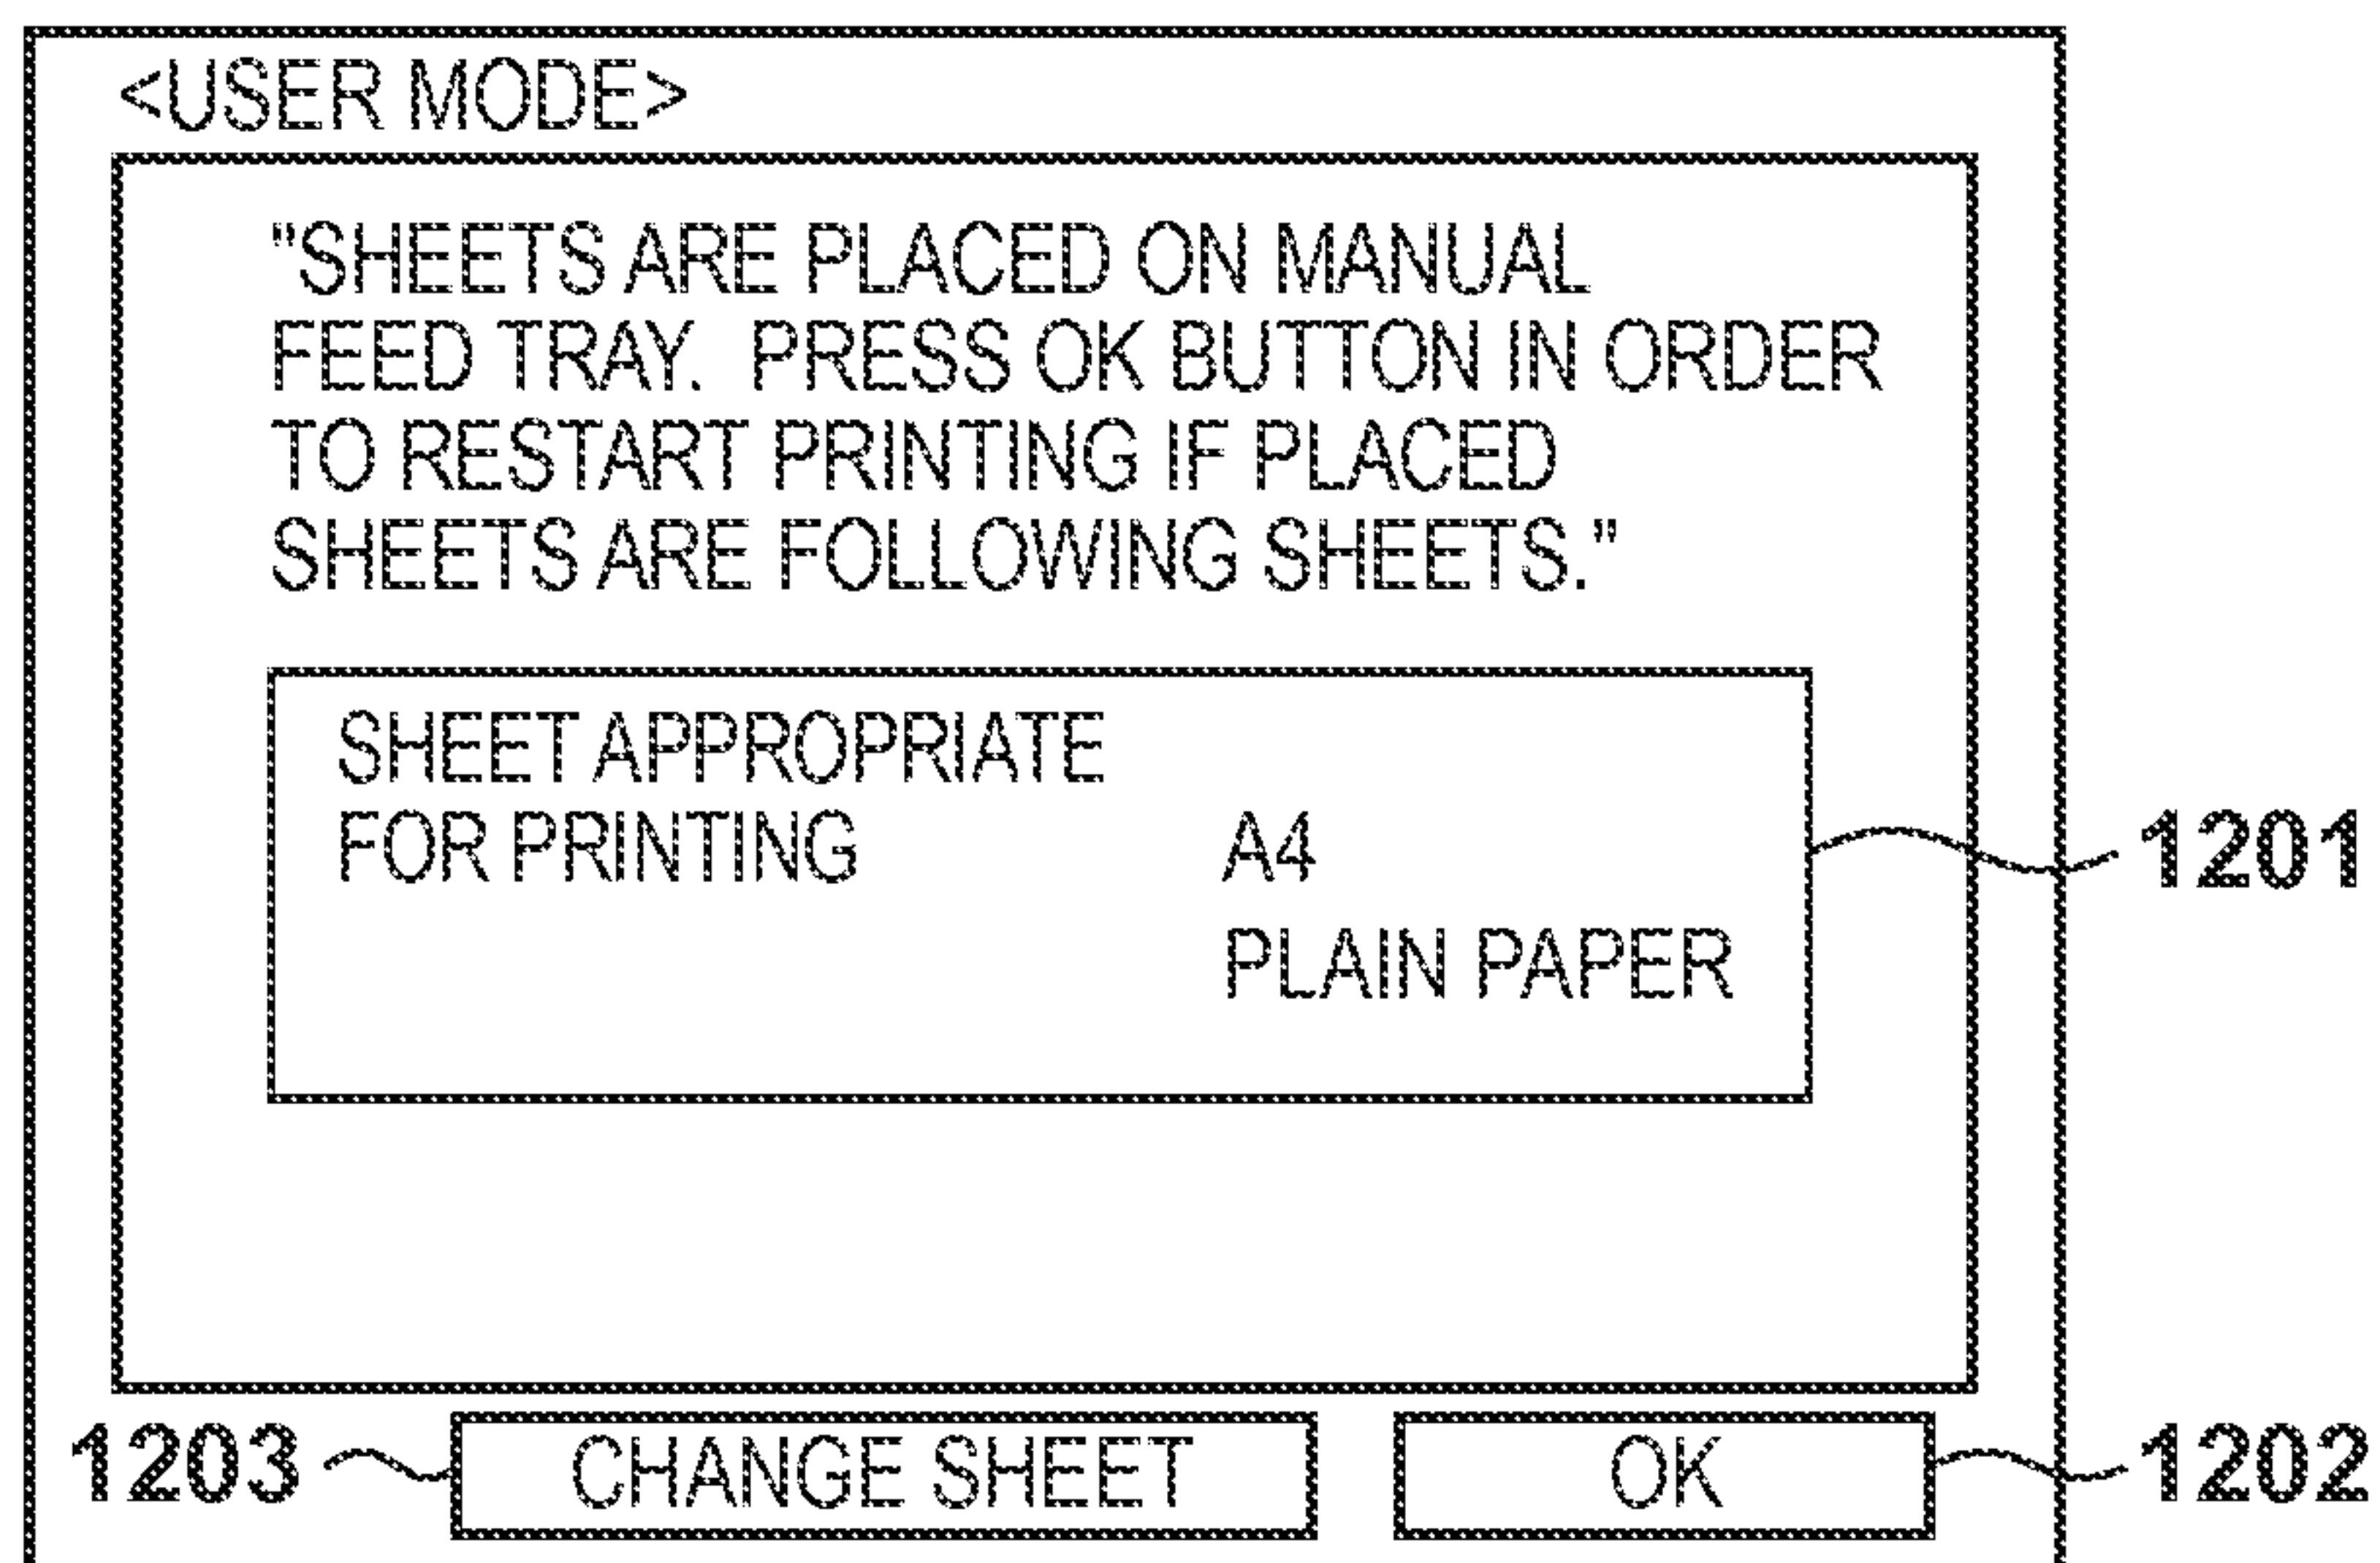 <USER MODE>
"SHEETS ARE PLACED ON MANUAL
FEED TRAY. PRESS OK BUTTON IN ORDER
TO RESTART PRINTING IF PLACED
SHEETS ARE FOLLOWING SHEETS."
SHEET APPROPRIATE
FOR PRINTING A4
1201
PLAIN PAPER
1203 CHANGE SHEET OK 1202